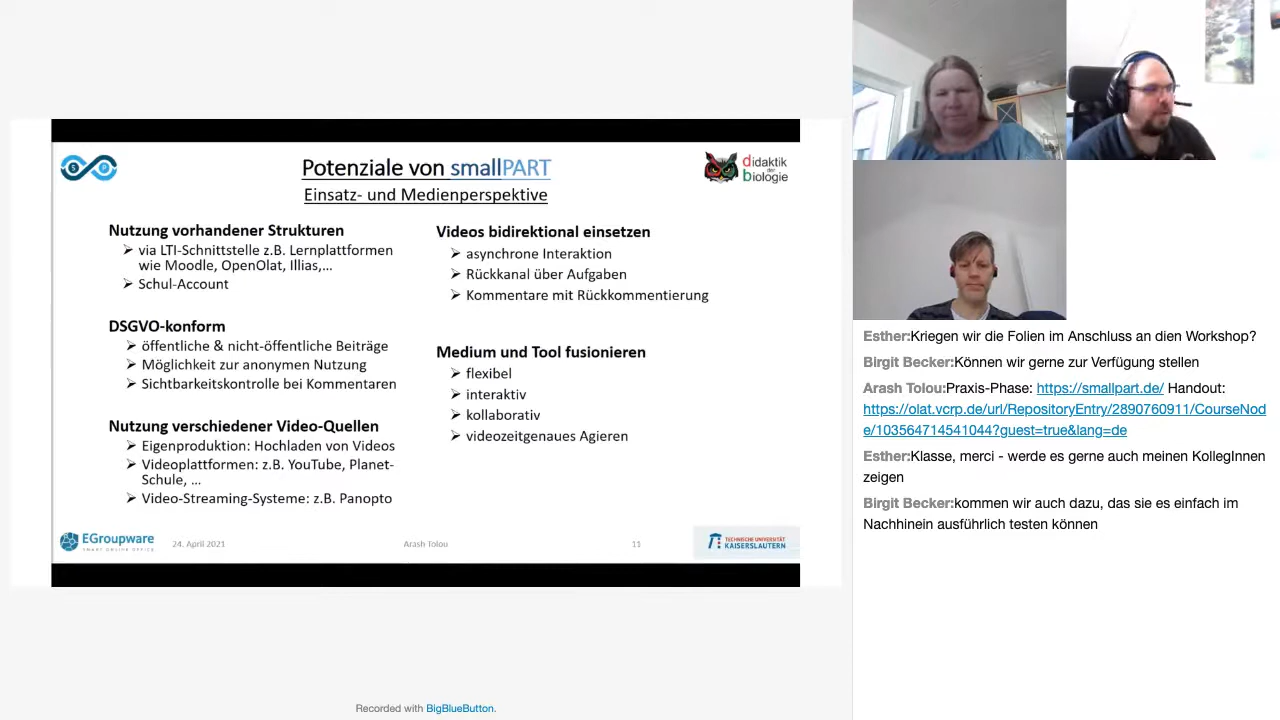 S P
Potenziale von smallPART
Einsatz- und Medienperspektive
didaktik
der
biologie
Nutzung vorhandener Strukturen
➢ via LTI-Schnittstelle z.B. Lernplattformen
wie Moodle, OpenOlat, Illias,...
➢ Schul-Account
DSGVO-konform
➢ öffentliche & nicht-öffentliche Beiträge
➢ Möglichkeit zur anonymen Nutzung
➢ Sichtbarkeitskontrolle bei Kommentaren
Nutzung verschiedener Video-Quellen
➢ Eigenproduktion: Hochladen von Videos
➢ Videoplattformen: z.B. YouTube, Planet-
Schule, ...
➢ Video-Streaming-Systeme: z.B. Panopto
Videos bidirektional einsetzen
➢ asynchrone Interaktion
➢ Rückkanal über Aufgaben
➢ Kommentare mit Rückkommentierung
Medium und Tool fusionieren
➢ flexibel
➢ interaktiv
➢ kollaborativ
➢ videozeitgenaues Agieren
EGroupware
SMART ONLINE OFFICE
24. April 2021
Arash Tolou
11
TECHNISCHE UNIVERSITÄT
KAISERSLAUTERN
Recorded with BigBlueButton.
Esther:Kriegen wir die Folien im Anschluss an dien Workshop?
Birgit Becker:Können wir gerne zur Verfügung stellen
Arash Tolou:Praxis-Phase: https://smallpart.de/ Handout:
https://olat.vcrp.de/url/RepositoryEntry/2890760911/CourseNod
e/103564714541044?guest=true&lang=de
Esther:Klasse, merci - werde es gerne auch meinen KollegInnen
zeigen
Birgit Becker:kommen wir auch dazu, das sie es einfach im
Nachhinein ausführlich testen können